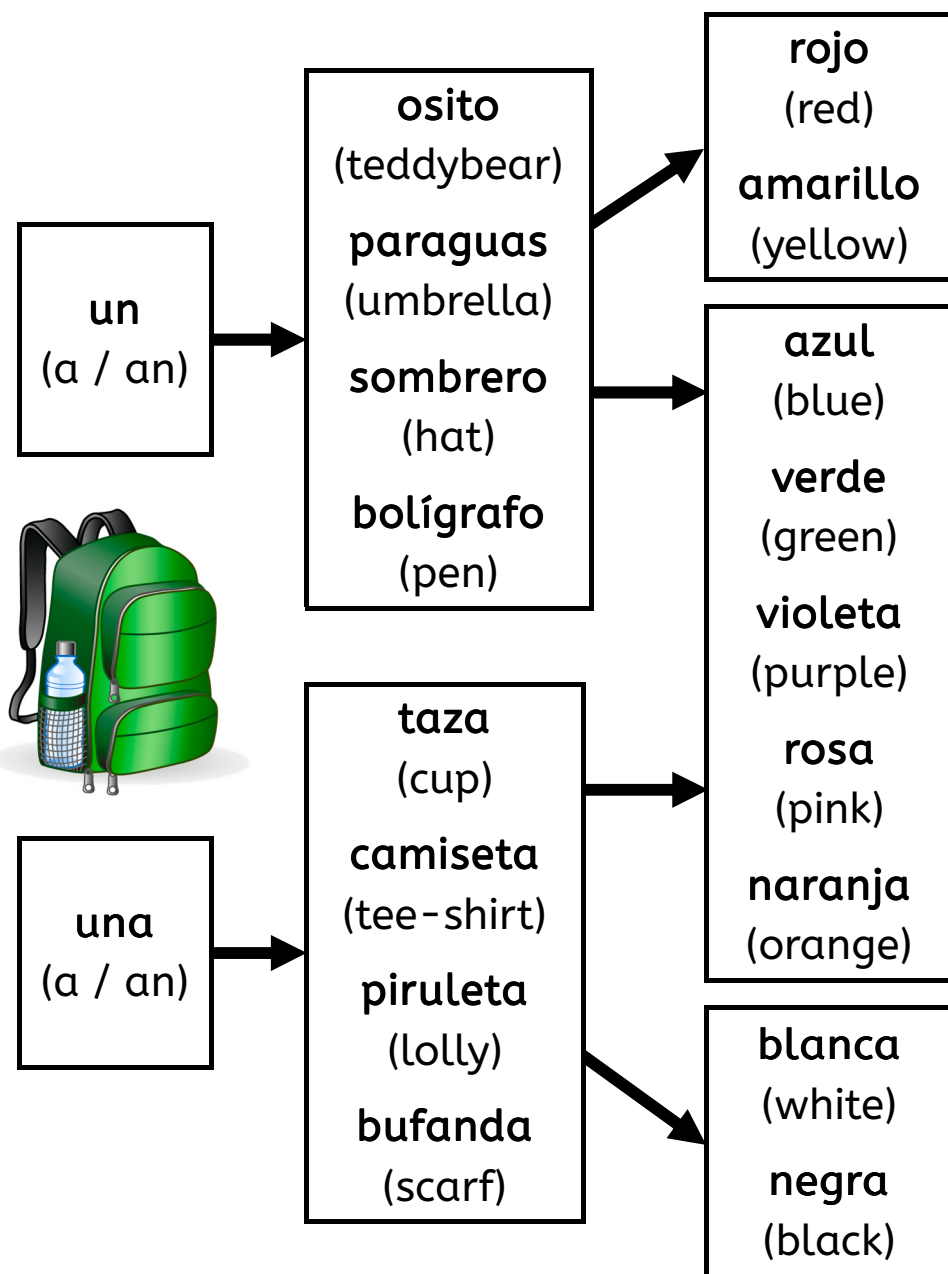 un
(a / an)
osito
(teddybear)
paraguas
(umbrella)
sombrero
(hat)
bolígrafo
(pen)
rojo
(red)
amarillo
(yellow)
azul
(blue)
verde
(green)
violeta
(purple)
rosa
(pink)
naranja
(orange)
una
(a / an)
taza
(cup)
camiseta
(tee-shirt)
piruleta
(lolly)
bufanda
(scarf)
blanca
(white)
negra
(black)